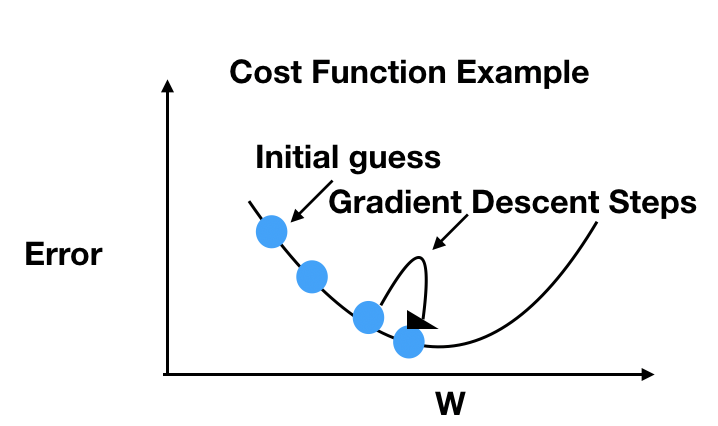 Cost Function Example
Initial guess
Gradient Descent Steps
Error
W